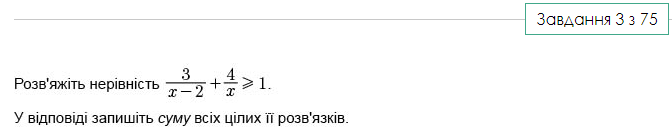 Завдання 3 з 75
Розв'яжіть нерівність 3/(x − 2) + 4/x ⩾ 1.
У відповіді запишіть суму всіх цілих її розв'язків.